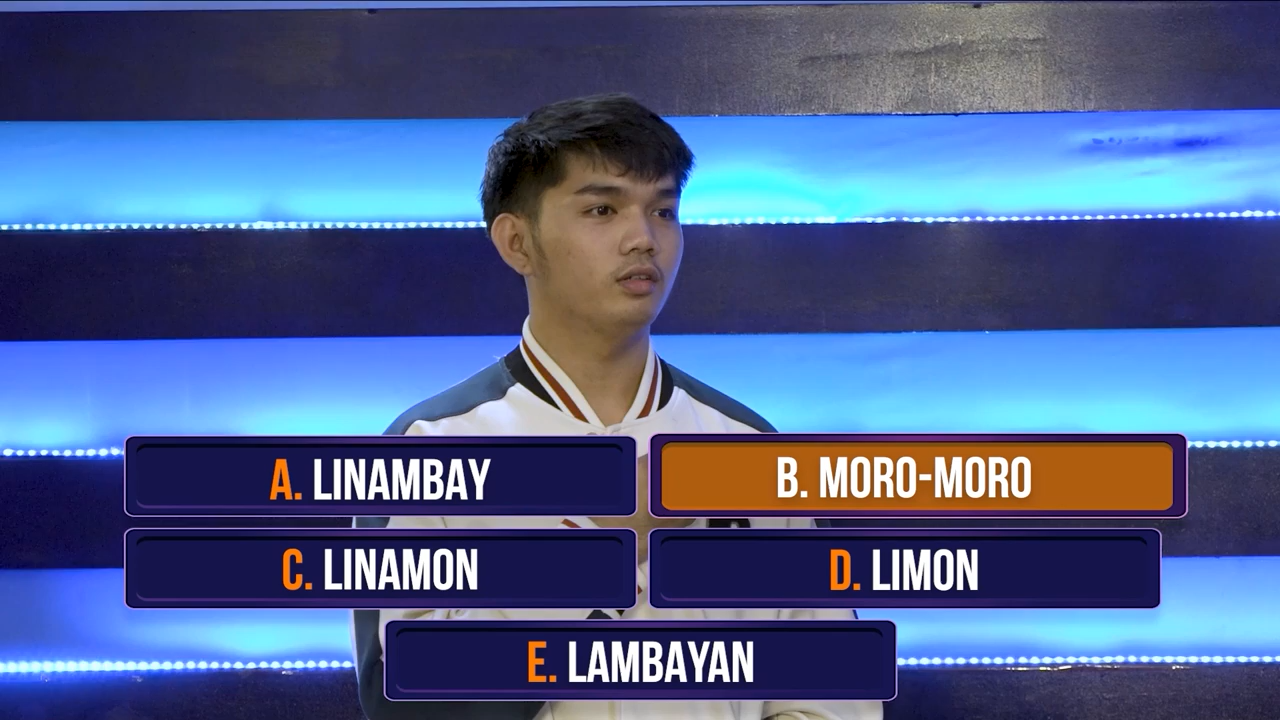 A. LINAMBAY
B. MORO-MORO
C. LINAMON
D. LIMON
E. LAMBAYAN